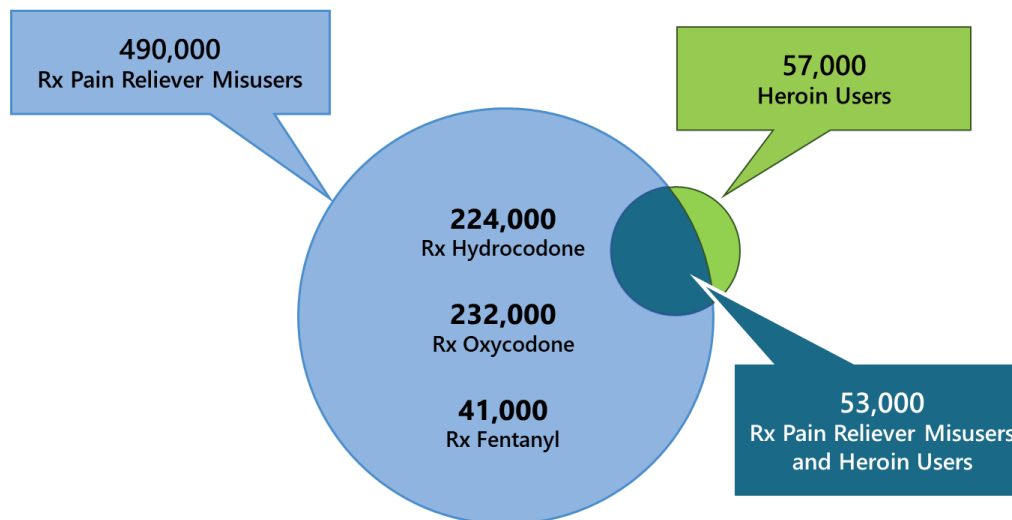 490,000
Rx Pain Reliever Misusers
57,000
Heroin Users
224,000
Rx Hydrocodone
232,000
Rx Oxycodone
41,000
Rx Fentanyl
53,000
Rx Pain Reliever Misusers
and Heroin Users